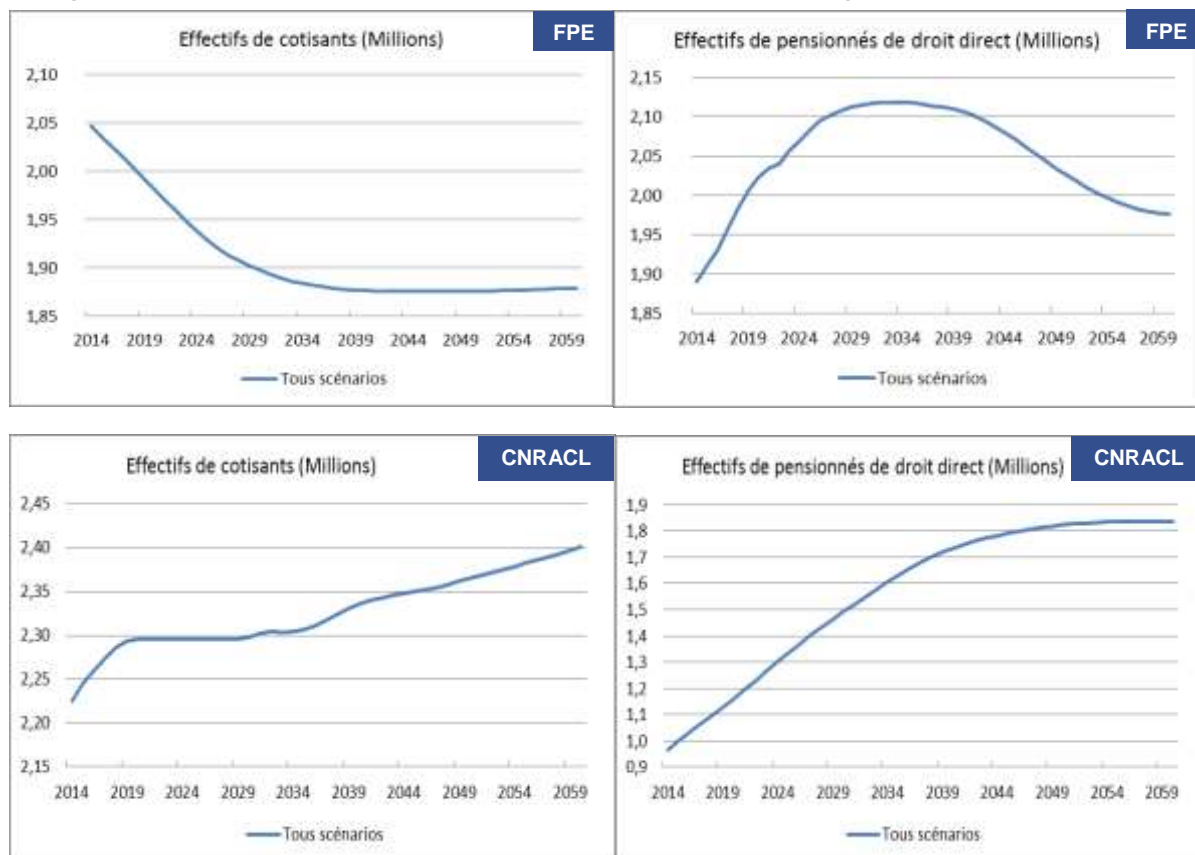 Effectifs de cotisants (Millions)
FPE
2,10
2,05
2,00
1,95
1,90
1,85
2014 2019 2024 2029 2034 2039 2044 2049 2054 2059
Tous scénarios
Effectifs de pensionnés de droit direct (Millions)
FPE
2,15
2,10
2,05
2,00
1,95
1,90
1,85
2014 2019 2024 2029 2034 2039 2044 2049 2054 2059
Tous scénarios
Effectifs de cotisants (Millions)
CNRACL
2,45
2,40
2,35
2,30
2,25
2,20
2,15
2014 2019 2024 2029 2034 2039 2044 2049 2054 2059
Tous scénarios
Effectifs de pensionnés de droit direct (Millions)
CNRACL
1,9
1,8
1,7
1,6
1,5
1,4
1,3
1,2
1,1
1,0
0,9
2014 2019 2024 2029 2034 2039 2044 2049 2054 2059
Tous scénarios